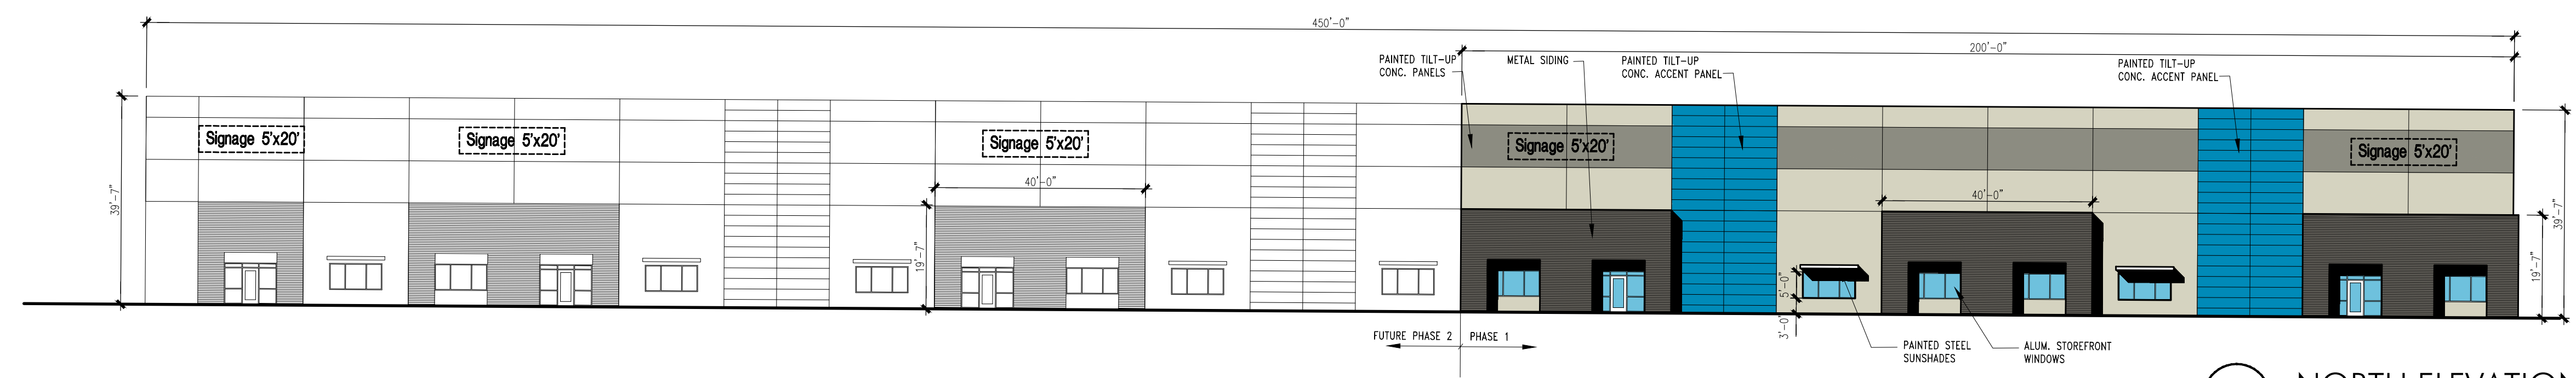 450'-0"
200'-0"
PAINTED TILT-UP
CONC. PANELS
METAL SIDING
PAINTED TILT-UP
CONC. ACCENT PANEL
PAINTED TILT-UP
CONC. ACCENT PANEL
Signage 5'x20'
Signage 5'x20'
Signage 5'x20'
Signage 5'x20'
Signage 5'x20'
39'-7"
40'-0"
19'-7"
40'-0"
39'-7"
19'-7"
5'-0"
3'-0"
FUTURE PHASE 2
PHASE 1
PAINTED STEEL
SUNSHADES
ALUM. STOREFRONT
WINDOWS
NORTH ELEVATION